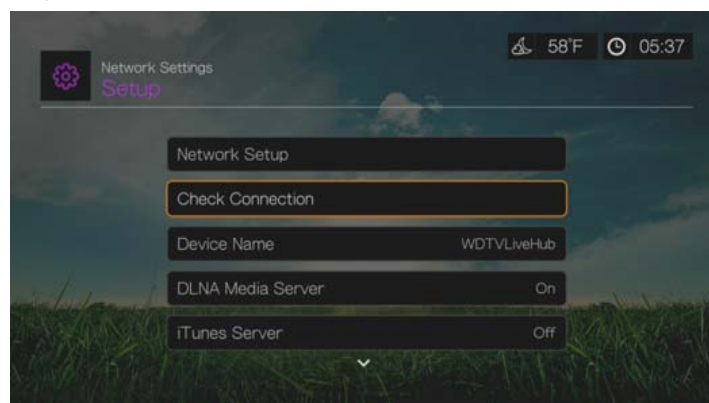 58°F 05:37
Network Settings
Setup
Network Setup
Check Connection
Device Name WDTVLiveHub
DLNA Media Server On
iTunes Server Off